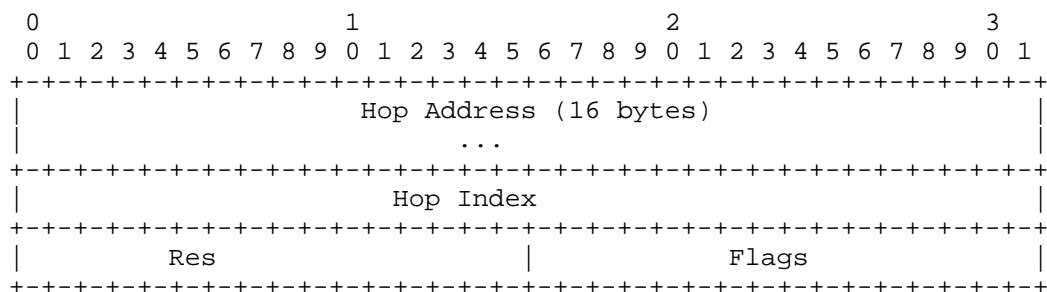 0                   1                   2                   3
 0 1 2 3 4 5 6 7 8 9 0 1 2 3 4 5 6 7 8 9 0 1 2 3 4 5 6 7 8 9 0 1
+-+-+-+-+-+-+-+-+-+-+-+-+-+-+-+-+-+-+-+-+-+-+-+-+-+-+-+-+-+-+-+-+
|                     Hop Address (16 bytes)                    |
|                           ...                                 |
+-+-+-+-+-+-+-+-+-+-+-+-+-+-+-+-+-+-+-+-+-+-+-+-+-+-+-+-+-+-+-+-+
|                       Hop Index                               |
+-+-+-+-+-+-+-+-+-+-+-+-+-+-+-+-+-+-+-+-+-+-+-+-+-+-+-+-+-+-+-+-+
|         Res                   |            Flags              |
+-+-+-+-+-+-+-+-+-+-+-+-+-+-+-+-+-+-+-+-+-+-+-+-+-+-+-+-+-+-+-+-+